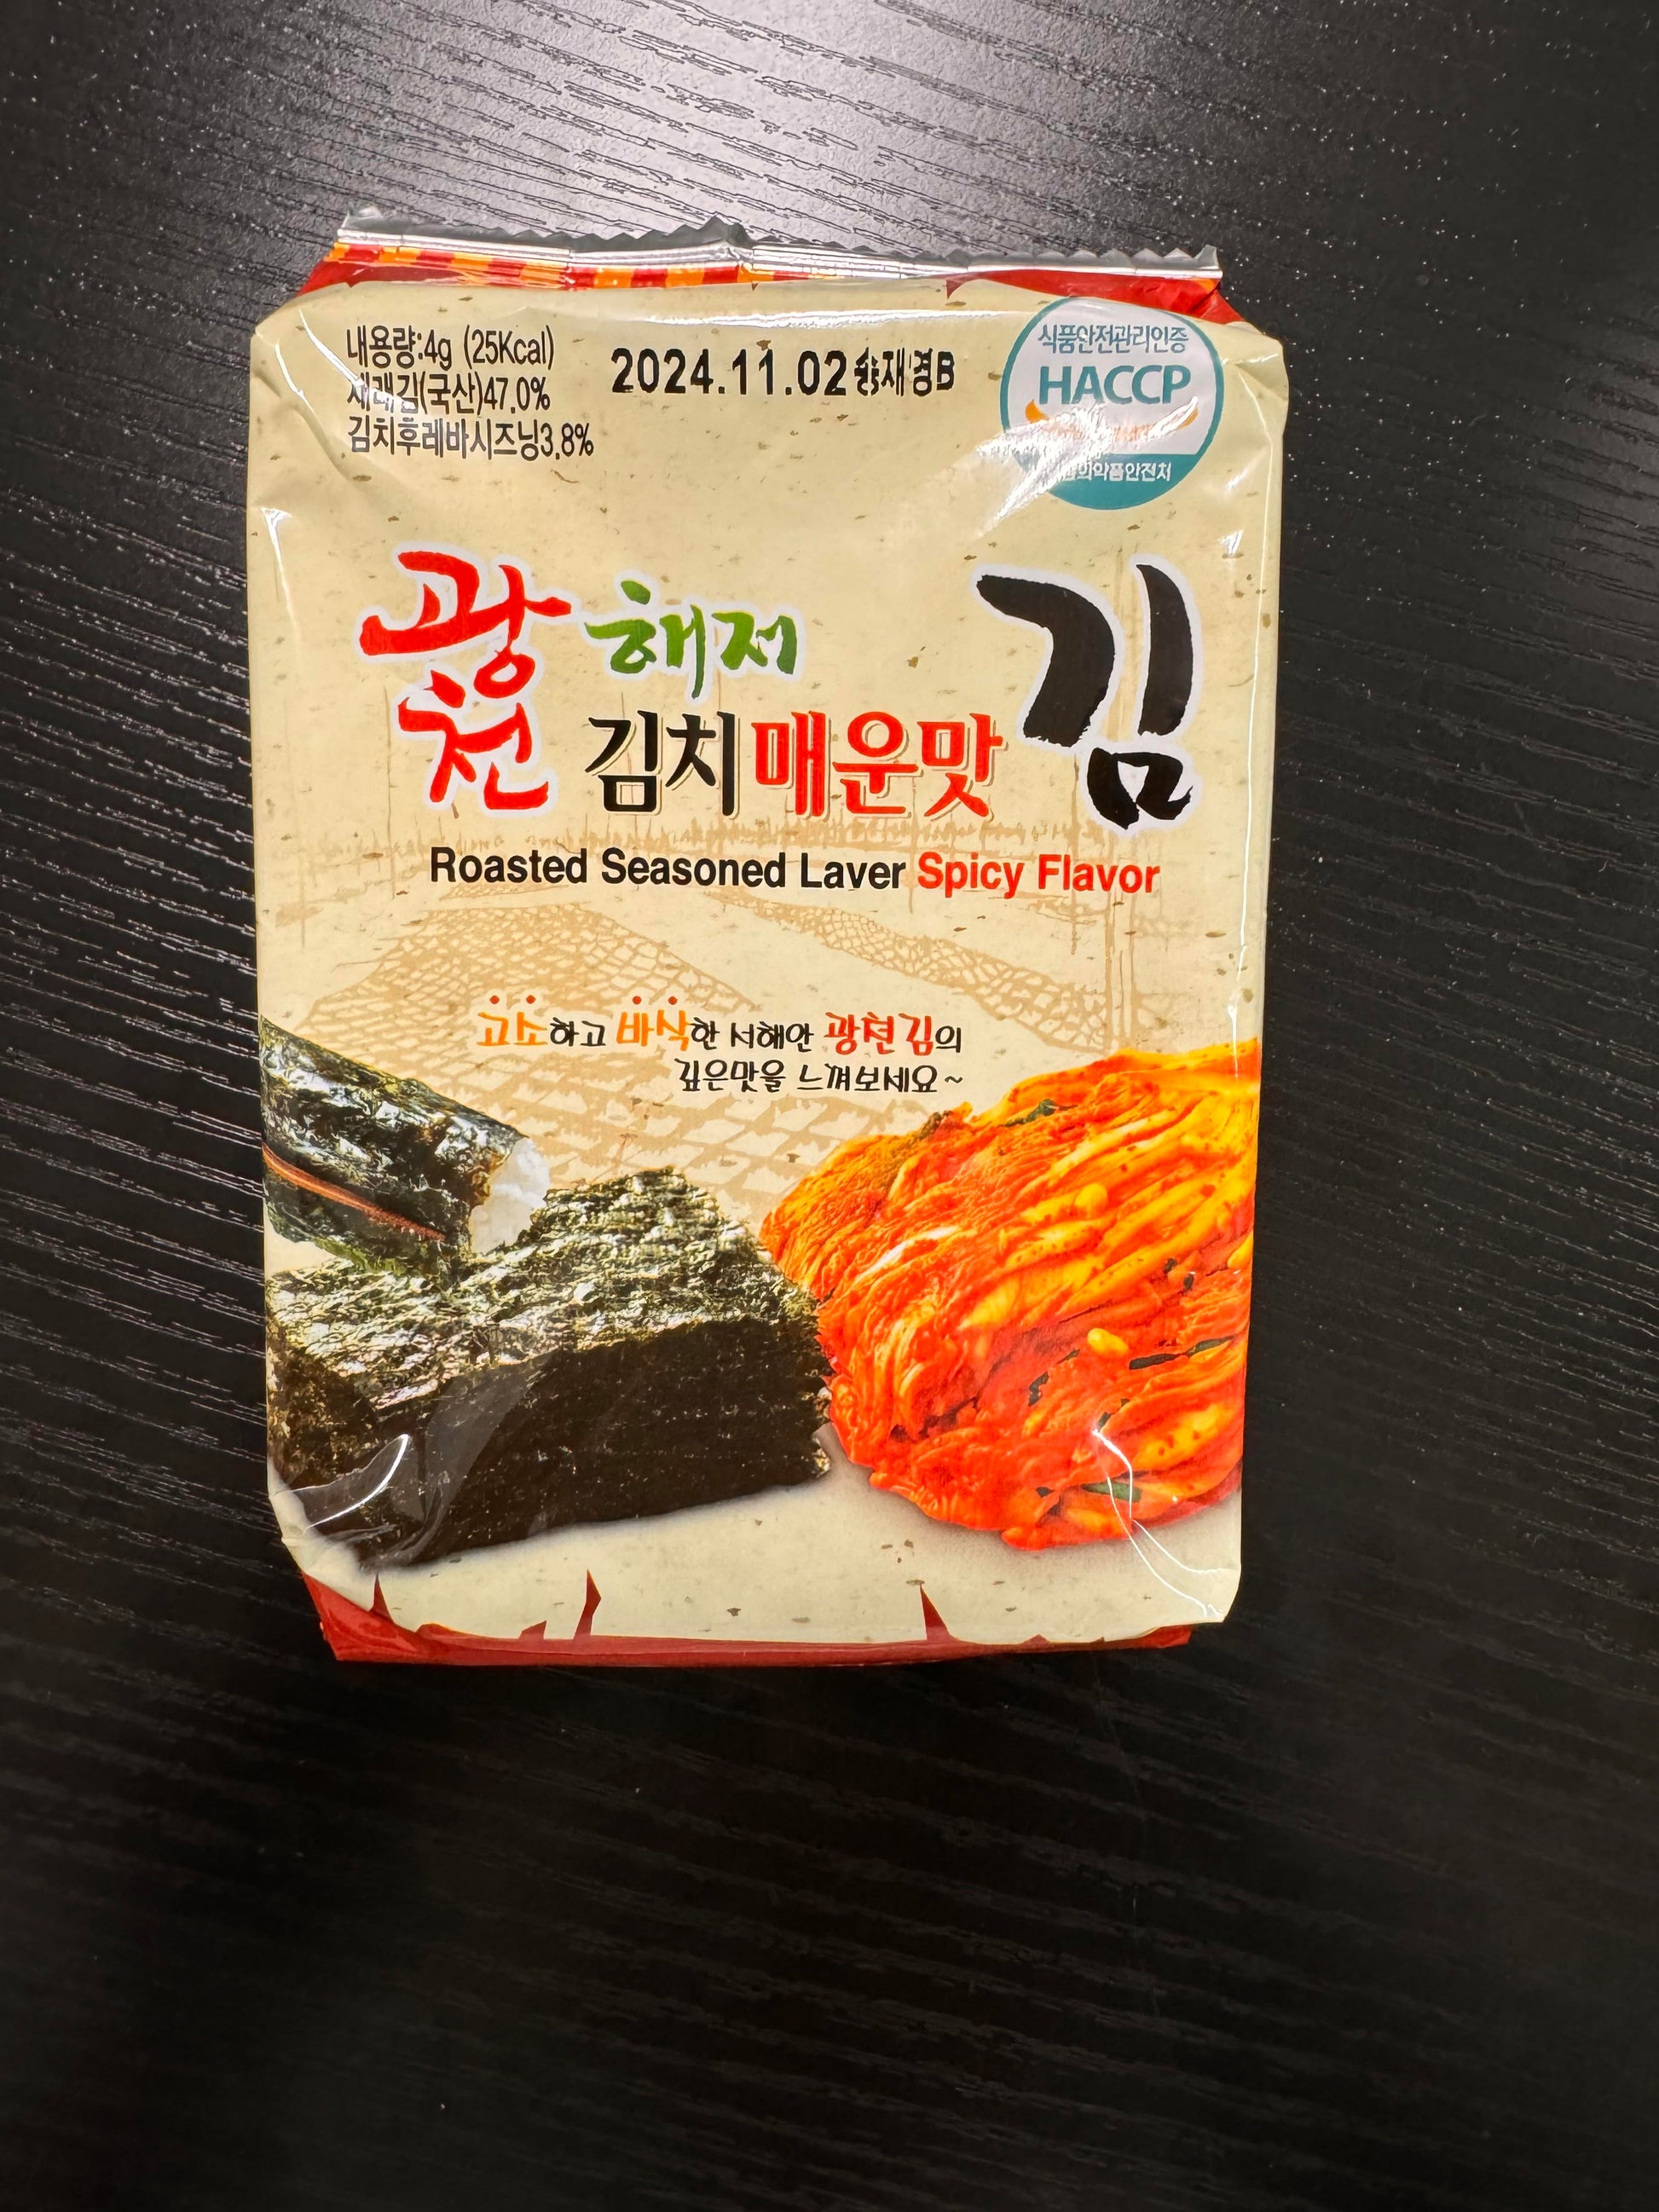 내용량:4g (25Kcal)
재래김(국산)47.0%
김치후레바시즈닝3.8%
2024.11.02
식품안전관리인증
HACCP
광천
해저
김치매운맛
김
Roasted Seasoned Laver Spicy Flavor
고소하고 바삭한 서해안 광천김의
깊은맛을 느껴보세요~